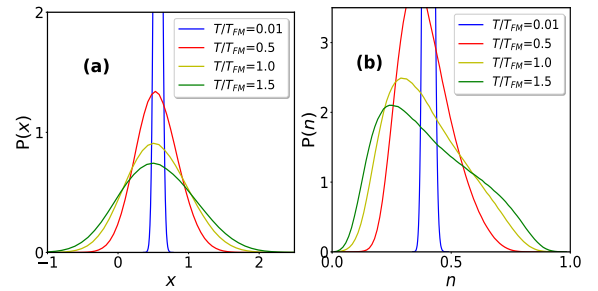 2
1
0
P(x)
(a)
T/T_FM=0.01
T/T_FM=0.5
T/T_FM=1.0
T/T_FM=1.5
−1 0 1 2
x
3
2
1
0
P(n)
(b)
T/T_FM=0.01
T/T_FM=0.5
T/T_FM=1.0
T/T_FM=1.5
0.0 0.5 1.0
n